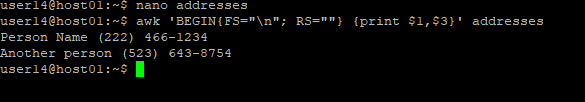 user14@host01:~$ nano addresses
user14@host01:~$ awk 'BEGIN{FS="\n"; RS=""} {print $1,$3}' addresses
Person Name (222) 466-1234
Another person (523) 643-8754
user14@host01:~$